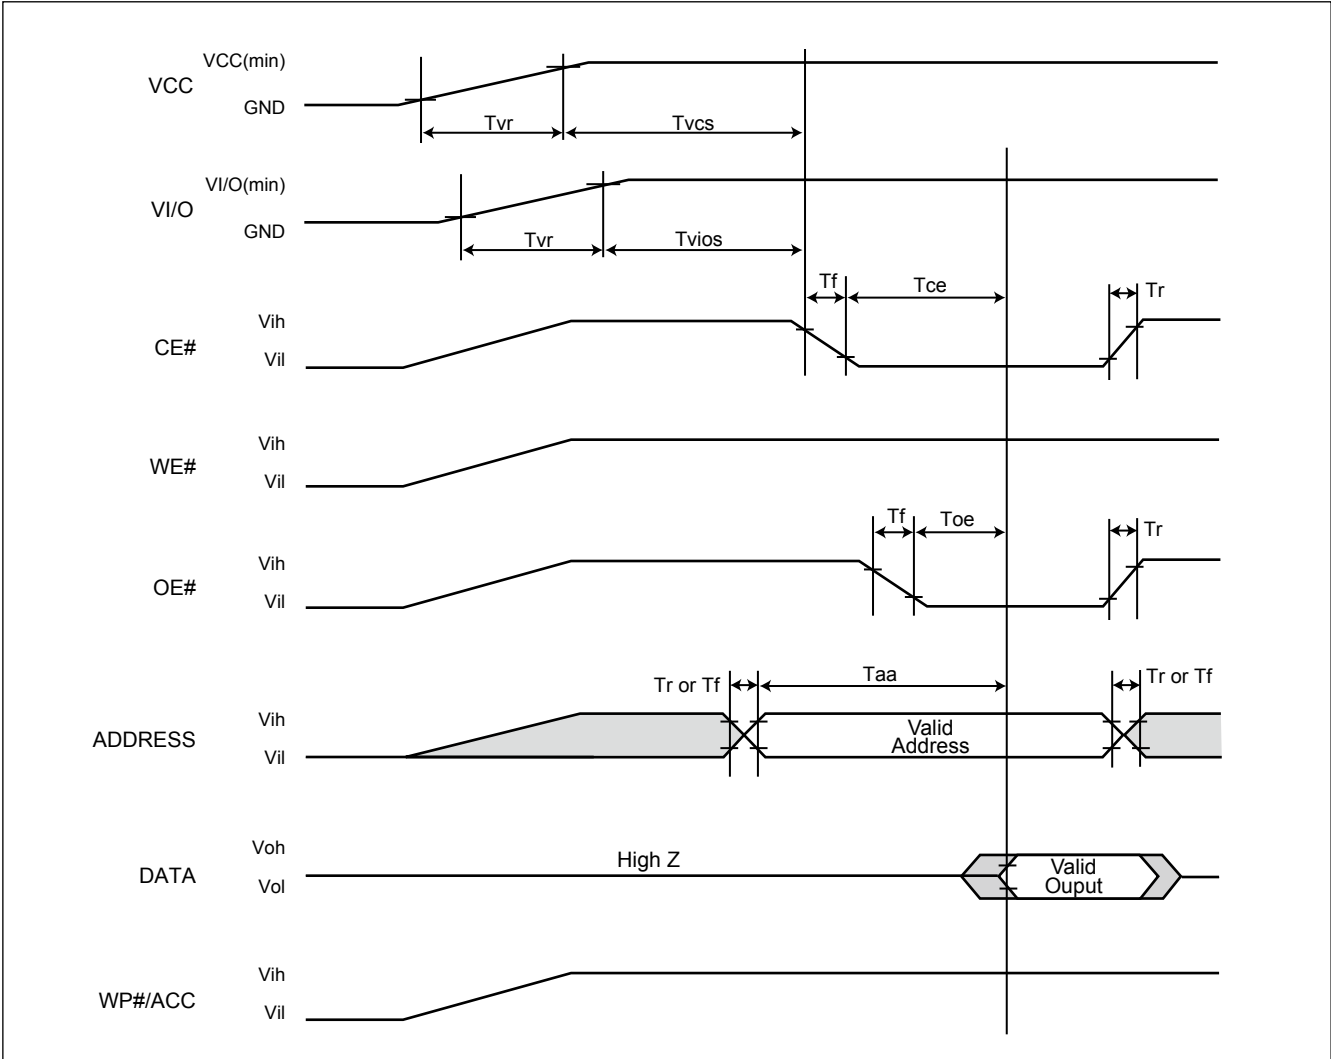 VCC(min)
VCC
GND
Tvr
Tvcs
VI/O(min)
VI/O
GND
Tvr
Tvios
Tf
Tce
Tr
Vih
CE#
Vil
Vih
WE#
Vil
Tf
Toe
Tr
Vih
OE#
Vil
Tr or Tf
Taa
Tr or Tf
Vih
ADDRESS
Vil
Valid
Address
Voh
DATA
Vol
High Z
Valid
Ouput
Vih
WP#/ACC
Vil